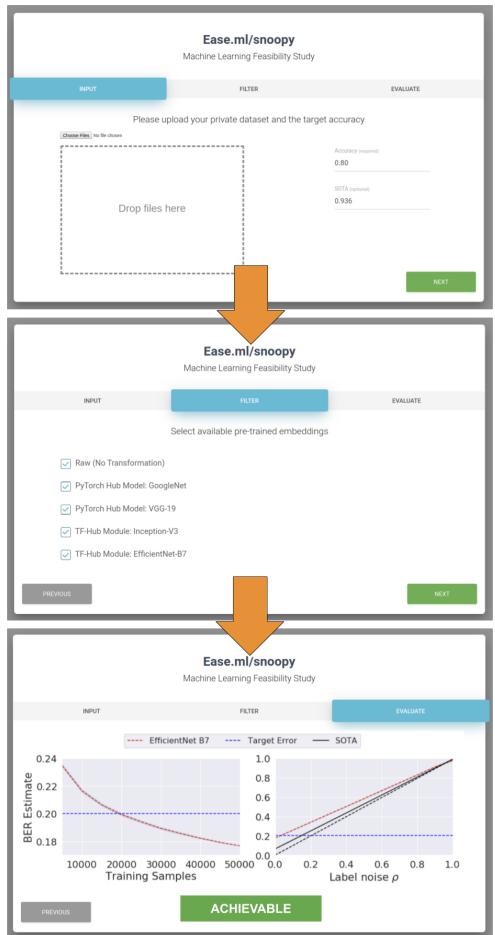 Ease.ml/snoopy
Machine Learning Feasibility Study
INPUT FILTER EVALUATE
Please upload your private dataset and the target accuracy
Choose Files No file chosen
Drop files here
Accuracy (required)
0.80
SOTA (optional)
0.936
NEXT
Ease.ml/snoopy
Machine Learning Feasibility Study
INPUT FILTER EVALUATE
Select available pre-trained embeddings
Raw (No Transformation)
PyTorch Hub Model: GoogleNet
PyTorch Hub Model: VGG-19
TF-Hub Module: Inception-V3
TF-Hub Module: EfficientNet-B7
PREVIOUS NEXT
Ease.ml/snoopy
Machine Learning Feasibility Study
INPUT FILTER EVALUATE
EfficientNet B7 Target Error SOTA
BER Estimate
0.24
0.22
0.20
0.18
10000 20000 30000 40000 50000
Training Samples
1.0
0.8
0.6
0.4
0.2
0.0
0.0 0.2 0.4 0.6 0.8 1.0
Label noise ρ
PREVIOUS ACHIEVABLE